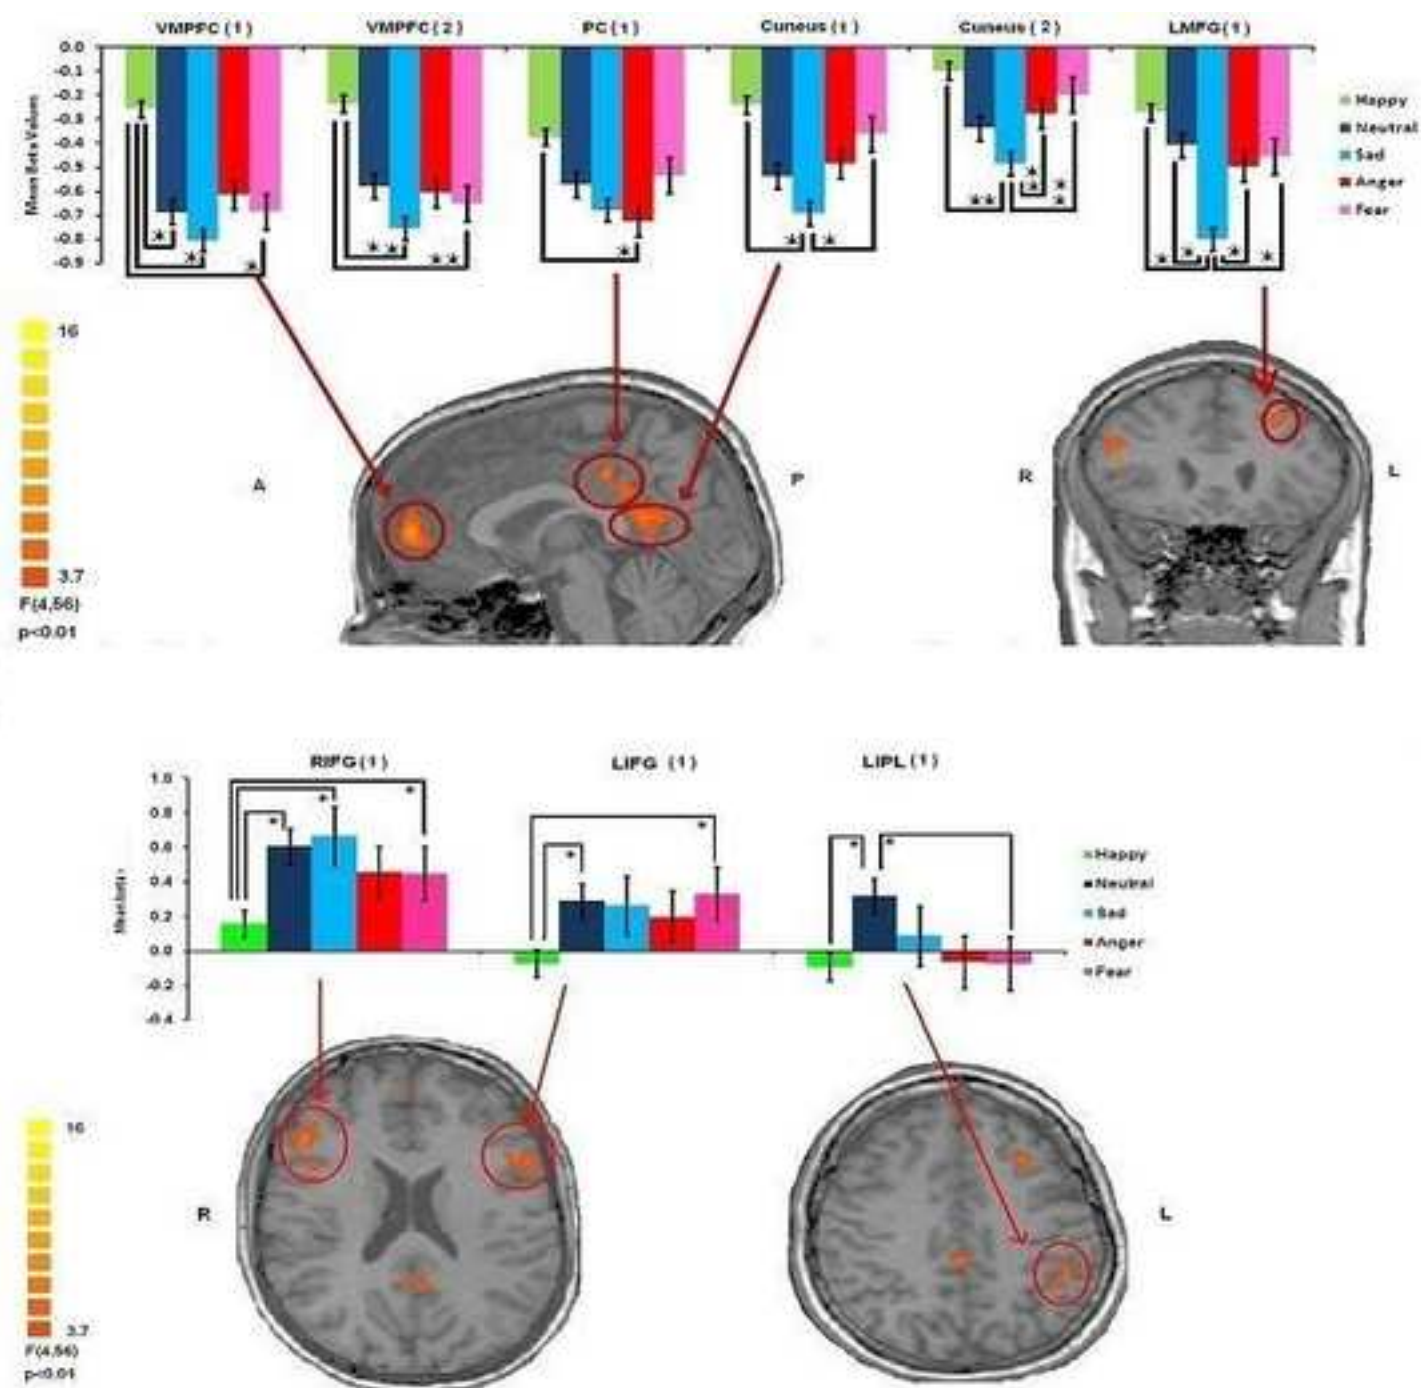 VMPFC (1) VMPFC (2) PC (1) Cuneus (1) Cuneus (2) LMFG (1)
Mean Beta Values
0.0
-0.1
-0.2
-0.3
-0.4
-0.5
-0.6
-0.7
-0.8
-0.9
* * * * * * * * * * * ** * * * * * * * *
Happy
Neutral
Sad
Anger
Fear
16
3.7
F(4,56)
p<0.01
A
P
R
L
RIFG (1) LIFG (1) LIPL (1)
1.0
0.8
0.6
0.4
0.2
0.0
-0.2
-0.4
* * * * * * *
Happy
Neutral
Sad
Anger
Fear
16
3.7
F(4,56)
p<0.01
R
L